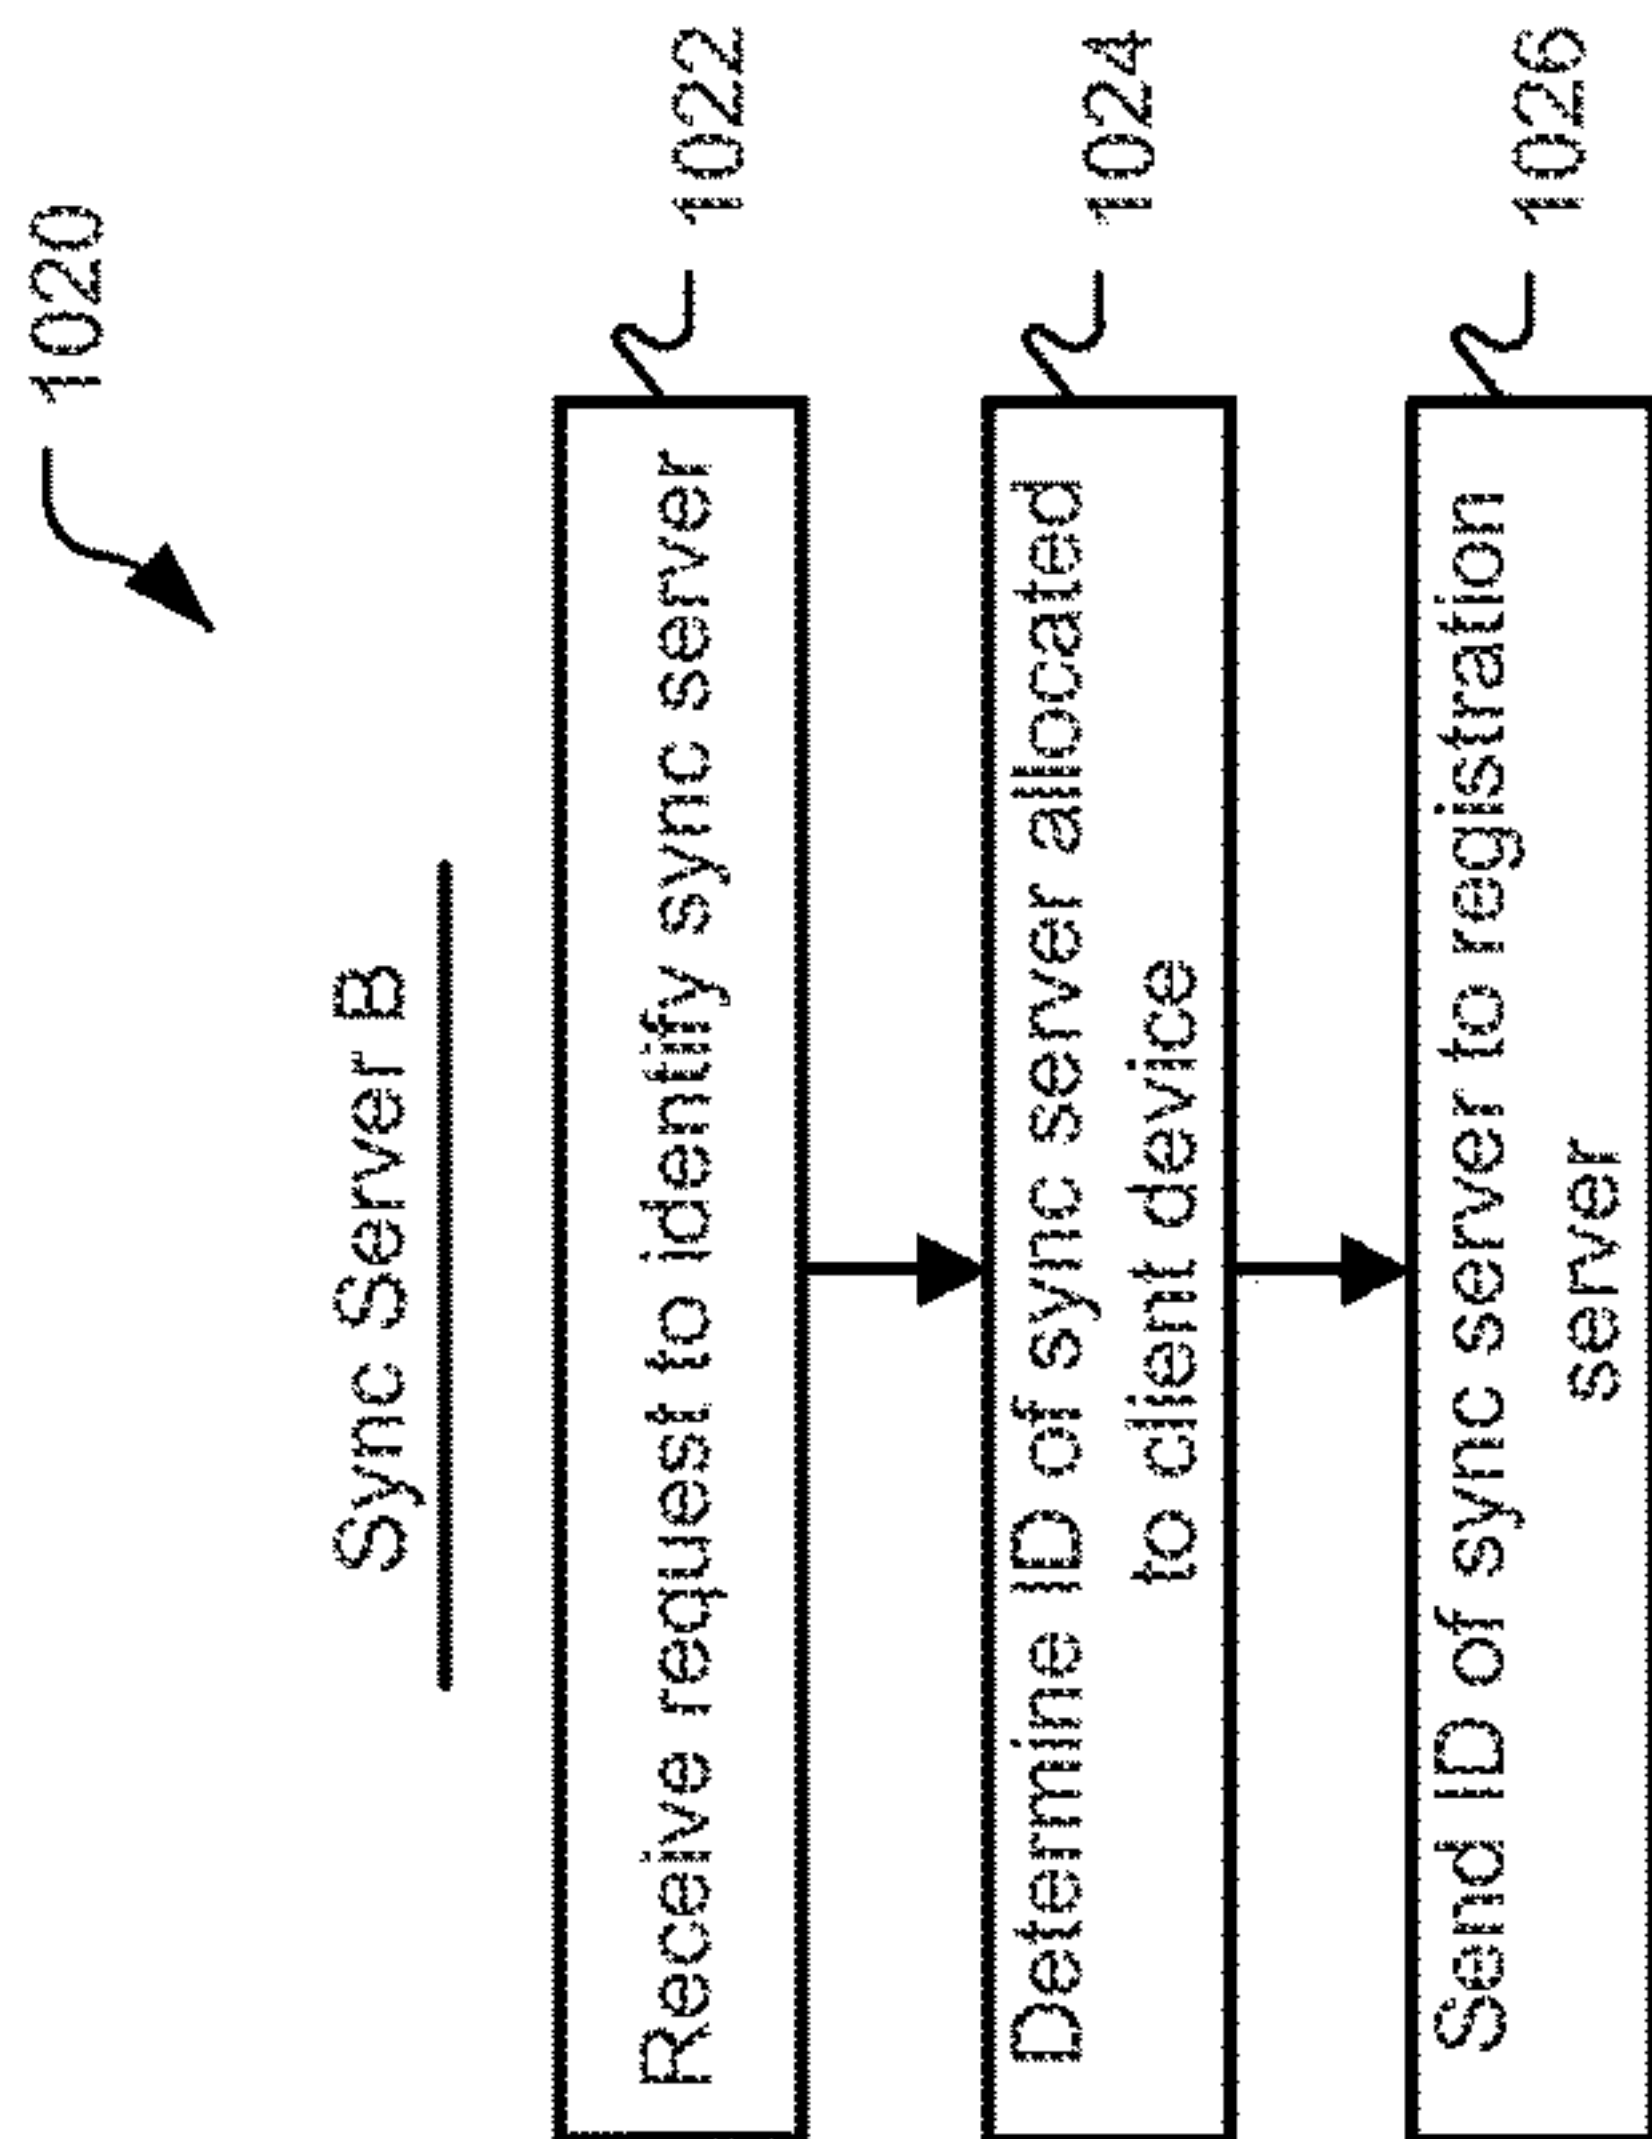 1020
Sync Server B
Receive request to identify sync server
1022
Determine ID of sync server allocated
to client device
1024
Send ID of sync server to registration
server
1026